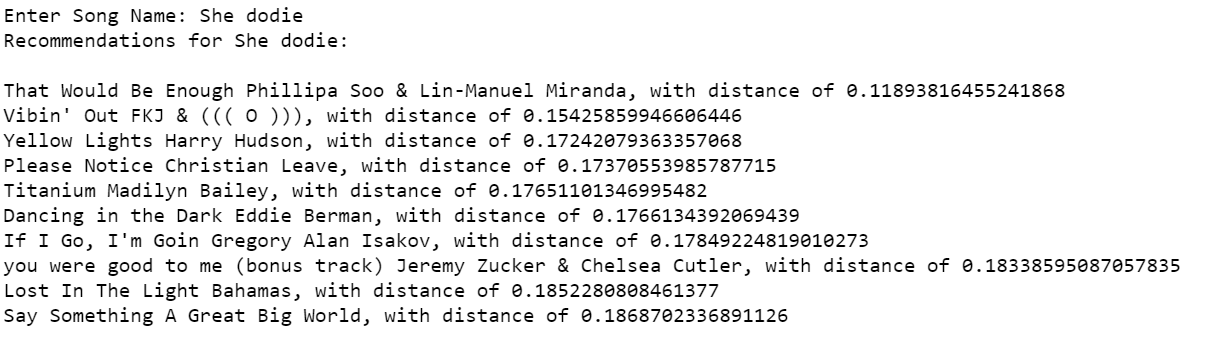 Enter Song Name: She dodie
Recommendations for She dodie:
That Would Be Enough Phillipa Soo & Lin-Manuel Miranda, with distance of 0.11893816455241868
Vibin' Out FKJ & ((( O ))), with distance of 0.15425859946606446
Yellow Lights Harry Hudson, with distance of 0.17242079363357068
Please Notice Christian Leave, with distance of 0.17370553985787715
Titanium Madilyn Bailey, with distance of 0.17651101346995482
Dancing in the Dark Eddie Berman, with distance of 0.1766134392069439
If I Go, I'm Goin Gregory Alan Isakov, with distance of 0.17849224819010273
you were good to me (bonus track) Jeremy Zucker & Chelsea Cutler, with distance of 0.18338595087057835
Lost In The Light Bahamas, with distance of 0.1852280808461377
Say Something A Great Big World, with distance of 0.1868702336891126